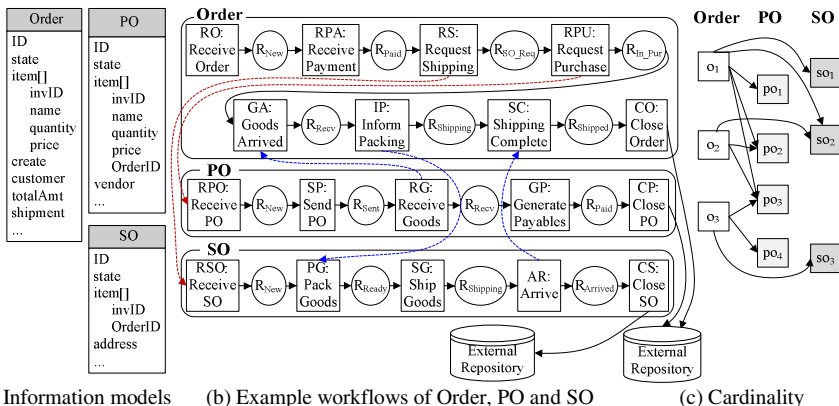 Order
ID
state
item[]
invID
name
quantity
price
create
customer
totalAmt
shipment
...
PO
ID
state
item[]
invID
name
quantity
price
OrderID
vendor
...
SO
ID
state
item[]
invID
OrderID
address
...
Information models
Order
RO:
Receive
Order
RNew
RPA:
Receive
Payment
RPaid
RS:
Request
Shipping
RSO_Req
RPU:
Request
Purchase
RIn_Pur
GA:
Goods
Arrived
RRecv
IP:
Inform
Packing
RShipping
SC:
Shipping
Complete
RShipped
CO:
Close
Order
PO
RPO:
Receive
PO
RNew
SP:
Send
PO
RSent
RG:
Receive
Goods
RRecv
GP:
Generate
Payables
RPaid
CP:
Close
PO
SO
RSO:
Receive
SO
RNew
PG:
Pack
Goods
RReady
SG:
Ship
Goods
RShipping
AR:
Arrive
RArrived
CS:
Close
SO
External
Repository
External
Repository
(b) Example workflows of Order, PO and SO
Order PO SO
o1
o2
o3
po1
po2
po3
po4
so1
so2
so3
(c) Cardinality